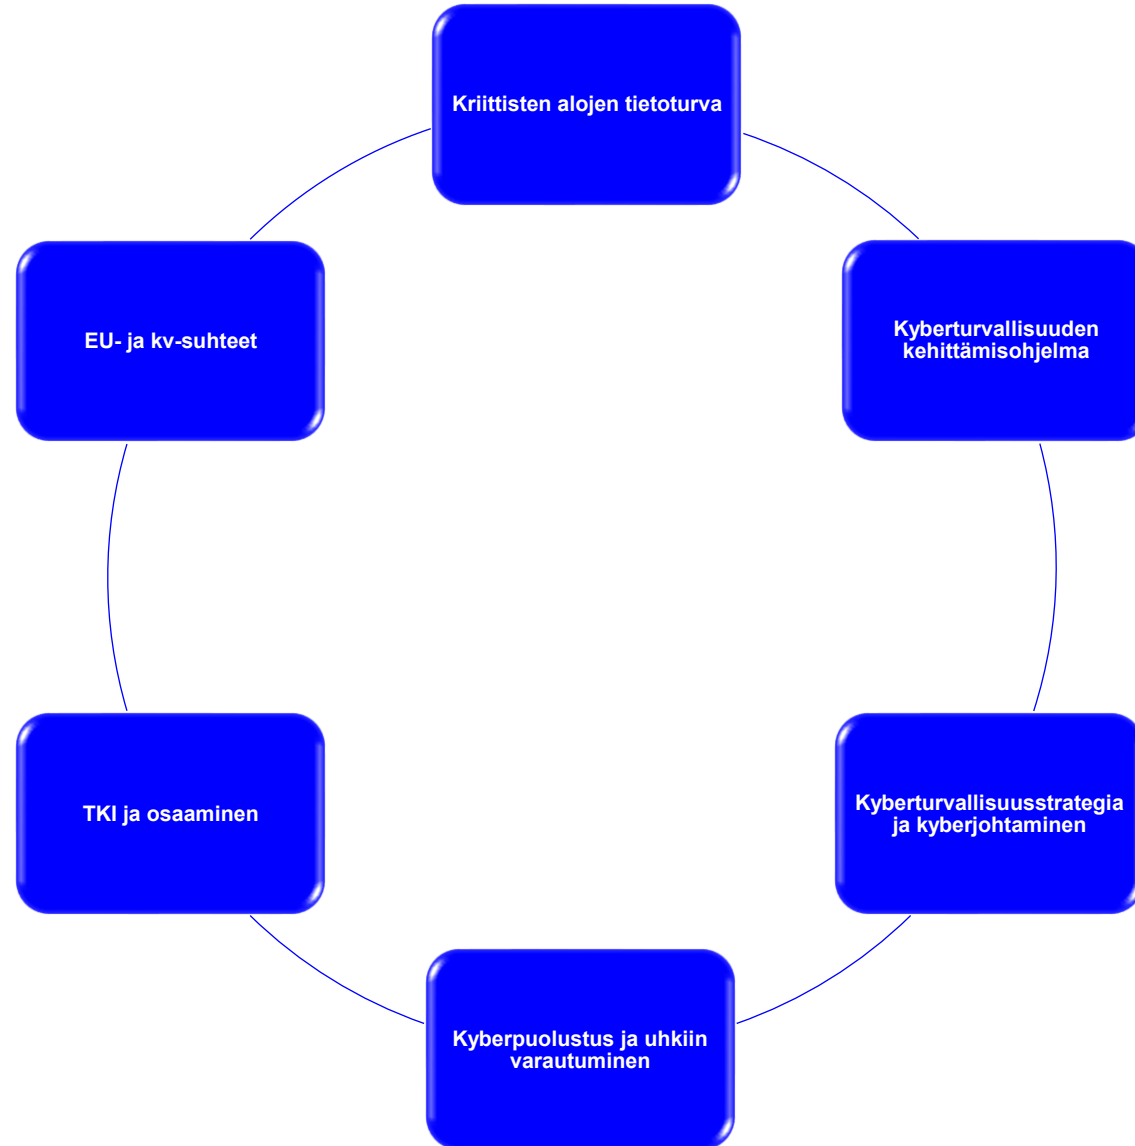 Kriittisten alojen tietoturva
Kyberturvallisuuden
kehittämisohjelma
Kyberturvallisuusstrategia
ja kyberjohtaminen
Kyberpuolustus ja uhkiin
varautuminen
TKI ja osaaminen
EU- ja kv-suhteet